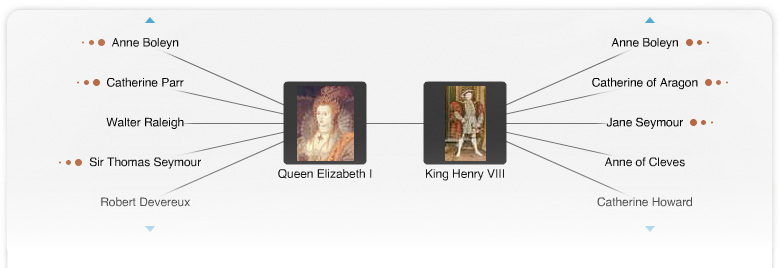 Anne Boleyn
Catherine Parr
Walter Raleigh
Sir Thomas Seymour
Robert Devereux
Queen Elizabeth I
King Henry VIII
Anne Boleyn
Catherine of Aragon
Jane Seymour
Anne of Cleves
Catherine Howard